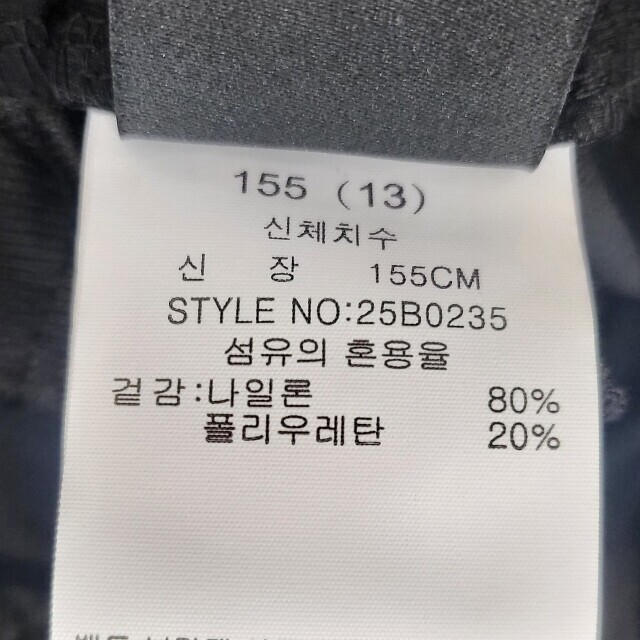 155 (13)
신체치수
신 장 155CM
STYLE NO:25B0235
섬유의 혼용율
겉감:나일론 80%
폴리우레탄 20%